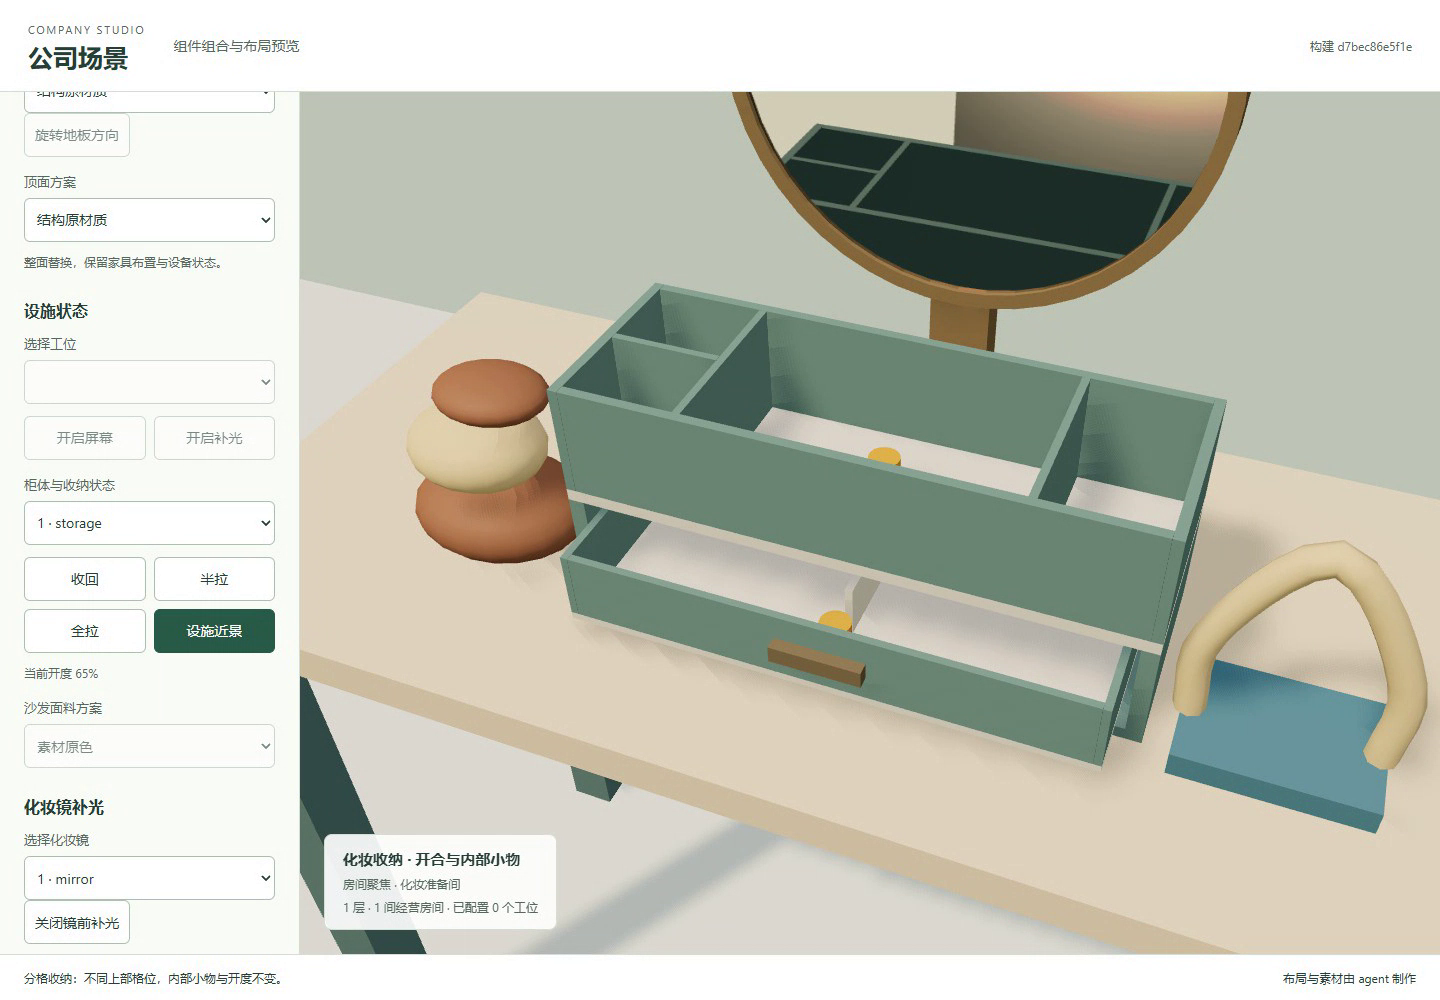 COMPANY STUDIO
公司场景
组件组合与布局预览
构建 d7bec86e5f1e
结构原材质
旋转地板方向
顶面方案
结构原材质
整面替换，保留家具布置与设备状态。
设施状态
选择工位
开启屏幕
开启补光
柜体与收纳状态
1 · storage
收回
半拉
全拉
设施近景
当前开度 65%
沙发面料方案
素材原色
化妆镜补光
选择化妆镜
1 · mirror
关闭镜前补光
化妆收纳 · 开合与内部小物
房间聚焦 · 化妆准备间
1 层 · 1 间经营房间 · 已配置 0 个工位
分格收纳：不同上部格位，内部小物与开度不变。
布局与素材由 agent 制作